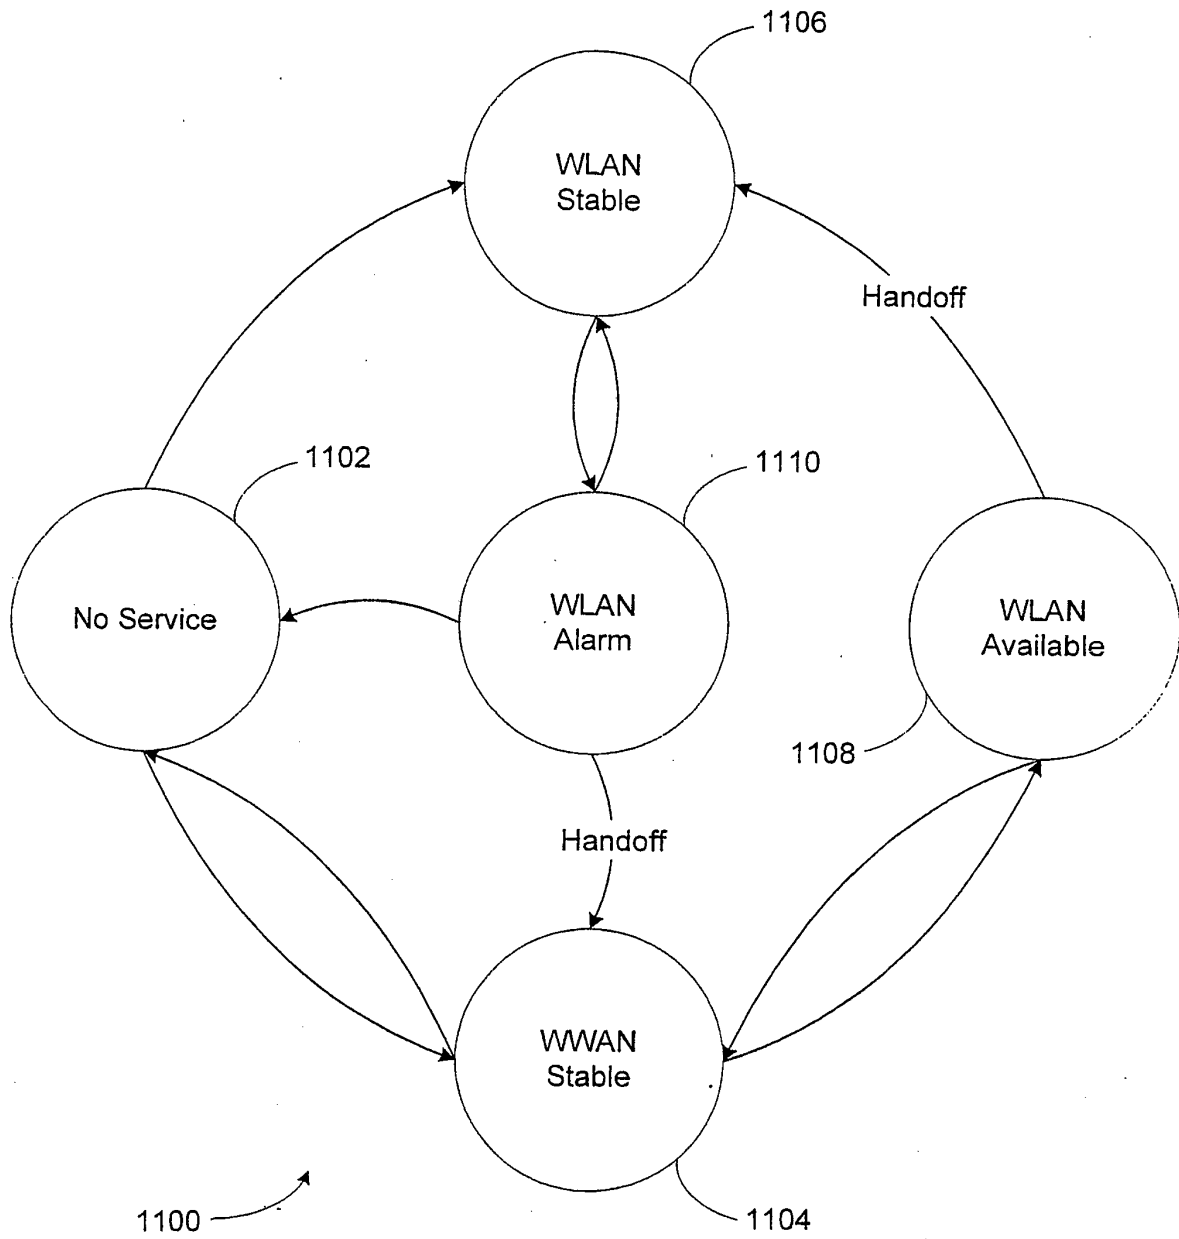 1106
WLAN
Stable
Handoff
1102
1110
No Service
WLAN
Alarm
WLAN
Available
1108
Handoff
WWAN
Stable
1100
1104